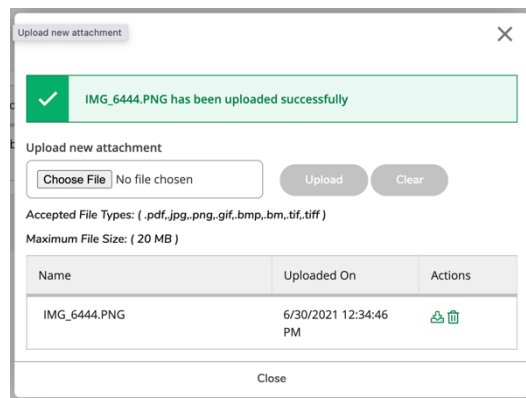 Upload new attachment
IMG_6444.PNG has been uploaded successfully
Upload new attachment
Choose File No file chosen Upload Clear
Accepted File Types: ( .pdf,.jpg,.png,.gif,.bmp,.bm,.tif,.tiff )
Maximum File Size: ( 20 MB )
Name Uploaded On Actions
IMG_6444.PNG 6/30/2021 12:34:46
PM
Close